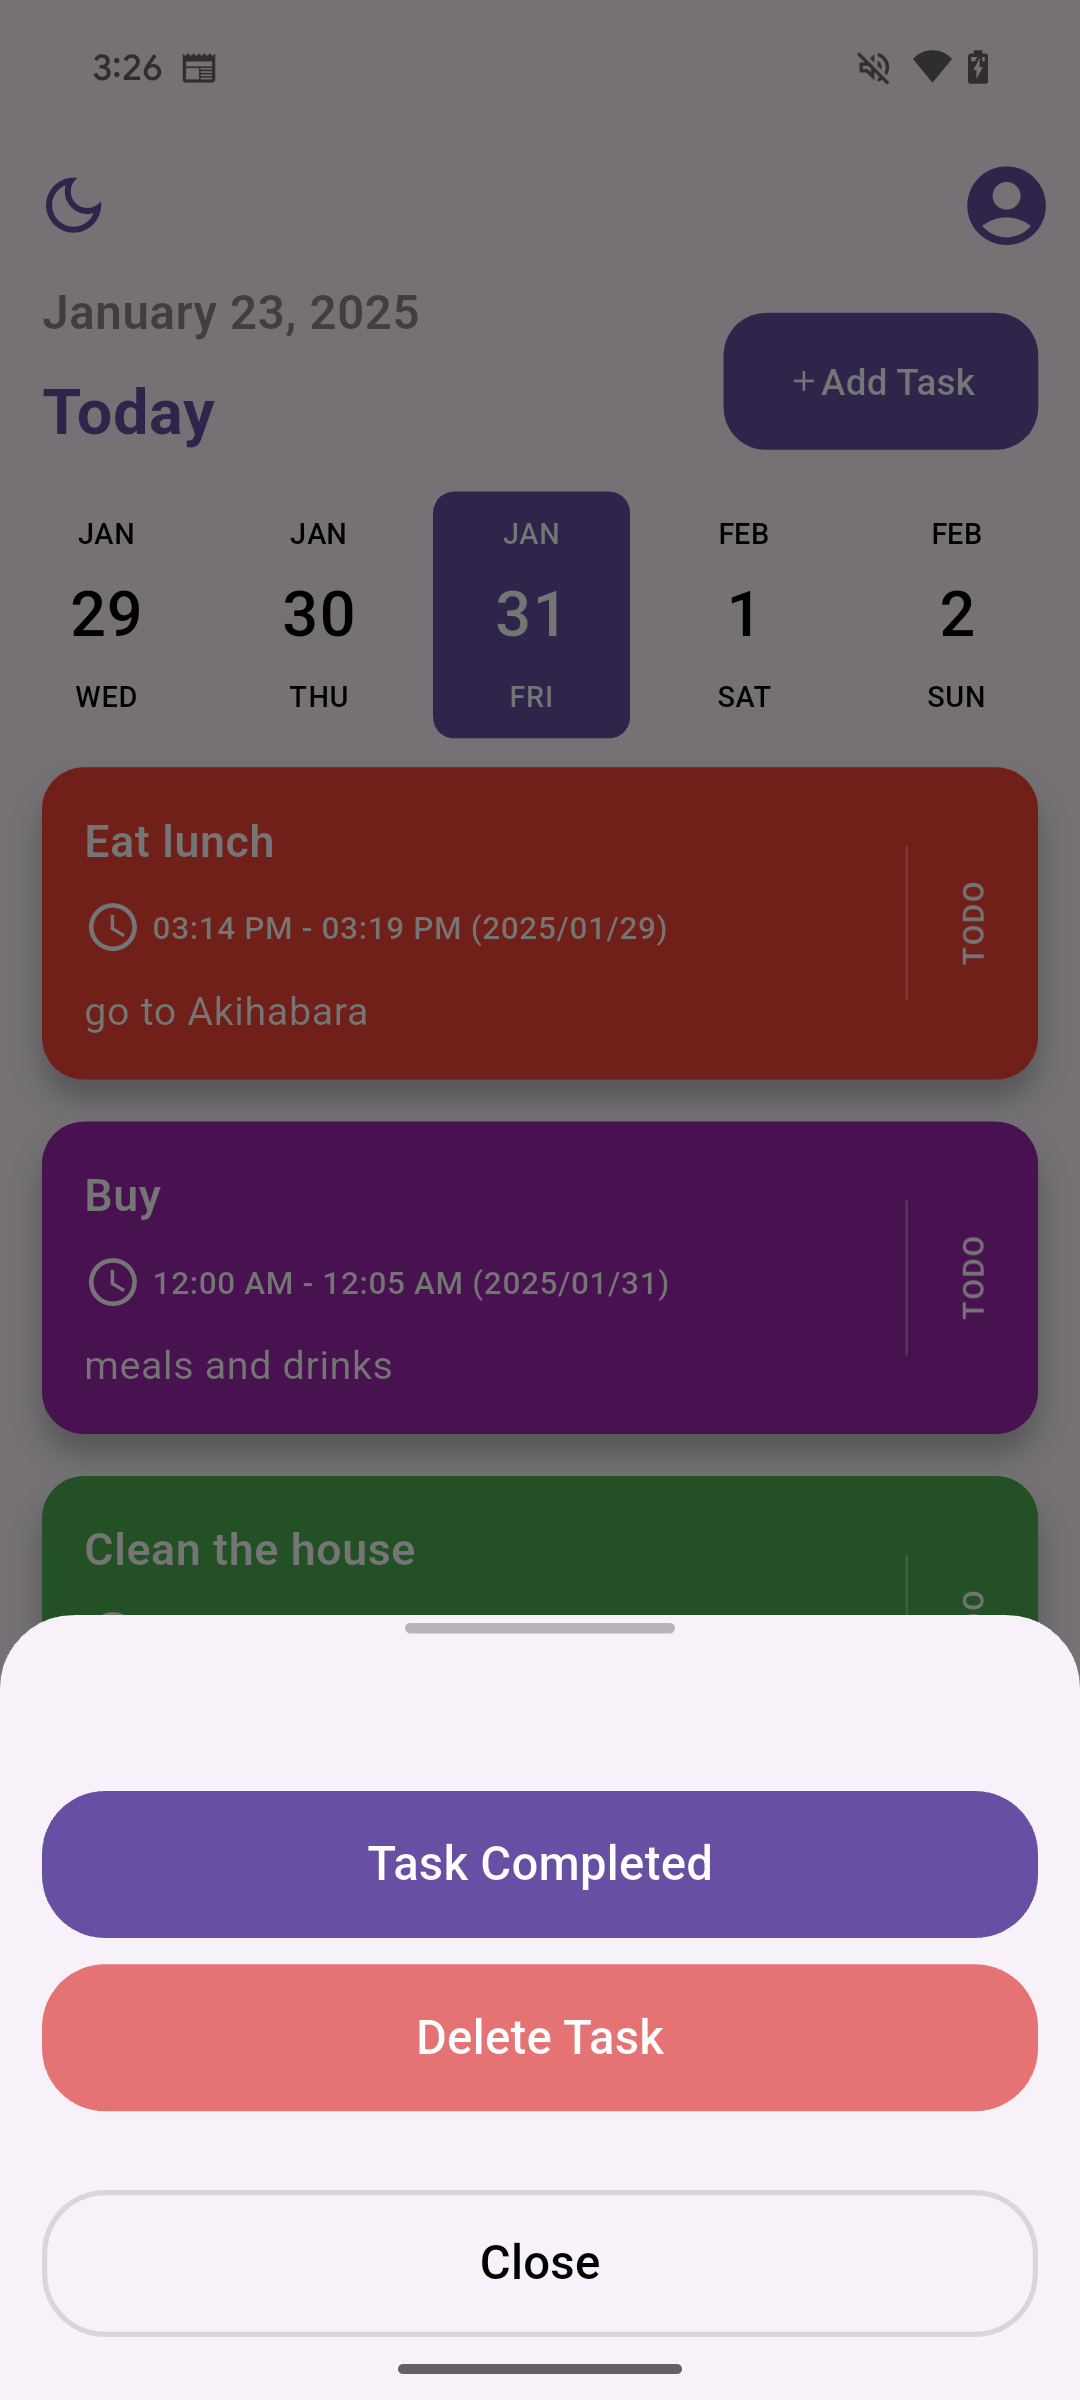 3:26
January 23, 2025
Today
+ Add Task
JAN JAN JAN FEB FEB
29 30 31 1 2
WED THU FRI SAT SUN
Eat lunch
03:14 PM - 03:19 PM (2025/01/29)
go to Akihabara
TODO
Buy
12:00 AM - 12:05 AM (2025/01/31)
meals and drinks
TODO
Clean the house
Task Completed
Delete Task
Close